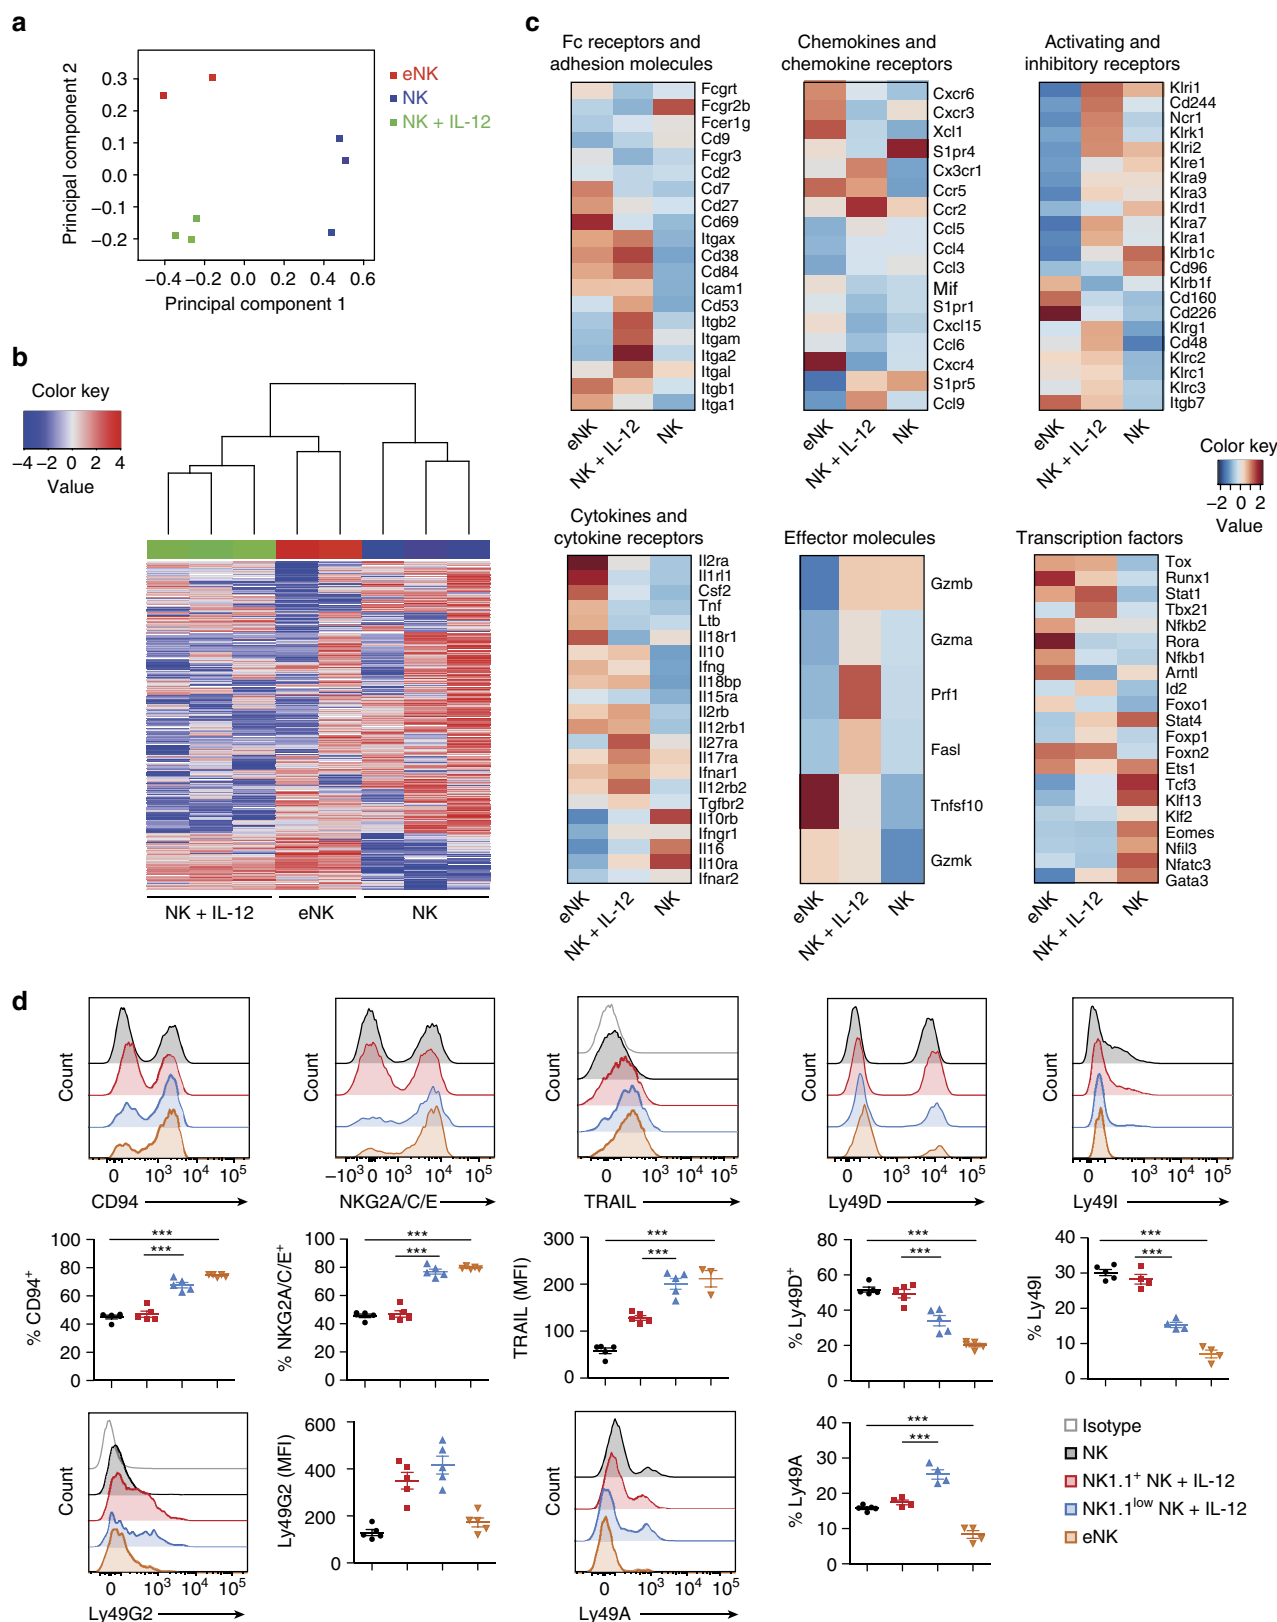 a
Principal component 2
0.3
0.2
0.1
0.0
−0.1
−0.2
−0.4
−0.2
0.0
0.2
0.4
0.6
Principal component 1
eNK
NK
NK + IL-12
b
Color key
−4 −2 0 2 4
Value
NK + IL-12
eNK
NK
c
Fc receptors and
adhesion molecules
Fcgrt
Fcgr2b
Fcer1g
Cd9
Fcgr3
Cd2
Cd7
Cd27
Cd69
Itgax
Cd38
Cd84
Icam1
Cd53
Itgb2
Itgam
Itga2
Itgal
Itgb1
Itga1
eNK
NK + IL-12
NK
Chemokines and
chemokine receptors
Cxcr6
Cxcr3
Xcl1
S1pr4
Cx3cr1
Ccr5
Ccr2
Ccl5
Ccl4
Ccl3
Mif
S1pr1
Cxcl15
Ccl6
Cxcr4
S1pr5
Ccl9
eNK
NK + IL-12
NK
Activating and
inhibitory receptors
Klri1
Cd244
Ncr1
Klrk1
Klri2
Klre1
Klra9
Klra3
Klrd1
Klra7
Klra1
Klrb1c
Cd96
Klrb1f
Cd160
Cd226
Klrg1
Cd48
Klrc2
Klrc1
Klrc3
Itgb7
eNK
NK + IL-12
NK
Color key
−2 0 2
Value
Cytokines and
cytokine receptors
Il2ra
Il1rl1
Csf2
Tnf
Ltb
Il18r1
Il10
Ifng
Il18bp
Il15ra
Il2rb
Il12rb1
Il27ra
Il17ra
Ifnar1
Il12rb2
Tgfbr2
Il10rb
Ifngr1
Il16
Il10ra
Ifnar2
eNK
NK + IL-12
NK
Effector molecules
Gzmb
Gzma
Prf1
Fasl
Tnfsf10
Gzmk
eNK
NK + IL-12
NK
Transcription factors
Tox
Runx1
Stat1
Tbx21
Nfkb2
Rora
Nfkb1
Arntl
Id2
Foxo1
Stat4
Foxp1
Foxn2
Ets1
Tcf3
Klf13
Klf2
Eomes
Nfil3
Nfatc3
Gata3
eNK
NK + IL-12
NK
d
Count
0 10³ 10⁴ 10⁵
CD94
Count
−10³ 0 10³ 10⁴ 10⁵
NKG2A/C/E
Count
0 10³ 10⁴ 10⁵
TRAIL
Count
0 10³ 10⁴ 10⁵
Ly49D
Count
0 10³ 10⁴ 10⁵
Ly49I
% CD94⁺
100
80
60
40
20
0
***
***
% NKG2A/C/E⁺
100
80
60
40
20
0
***
***
TRAIL (MFI)
300
200
100
0
***
***
% Ly49D⁺
80
60
40
20
0
***
***
% Ly49I
40
30
20
10
0
***
***
Count
0 10³ 10⁴ 10⁵
Ly49G2
Ly49G2 (MFI)
600
400
200
0
Count
0 10³ 10⁴ 10⁵
Ly49A
% Ly49A
40
30
20
10
0
***
***
Isotype
NK
NK1.1⁺ NK + IL-12
NK1.1ˡᵒʷ NK + IL-12
eNK